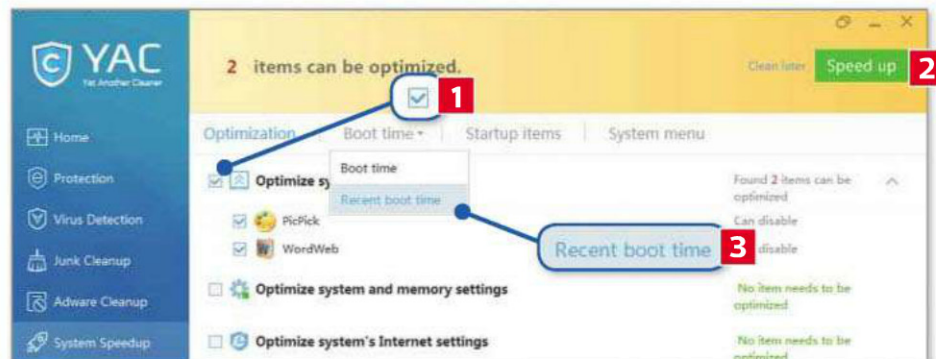 YAC
Yet Another Cleaner
2 items can be optimized.
Clean later
Speed up
2
1
Home
Protection
Virus Detection
Junk Cleanup
Adware Cleanup
System Speedup
Optimization
Boot time
Startup items
System menu
Boot time
Recent boot time
Optimize sy
Found 2 items can be
optimized
PicPick
Can disable
WordWeb
disable
Recent boot time
3
Optimize system and memory settings
No item needs to be
optimized
Optimize system's Internet settings
No item needs to be
optimized